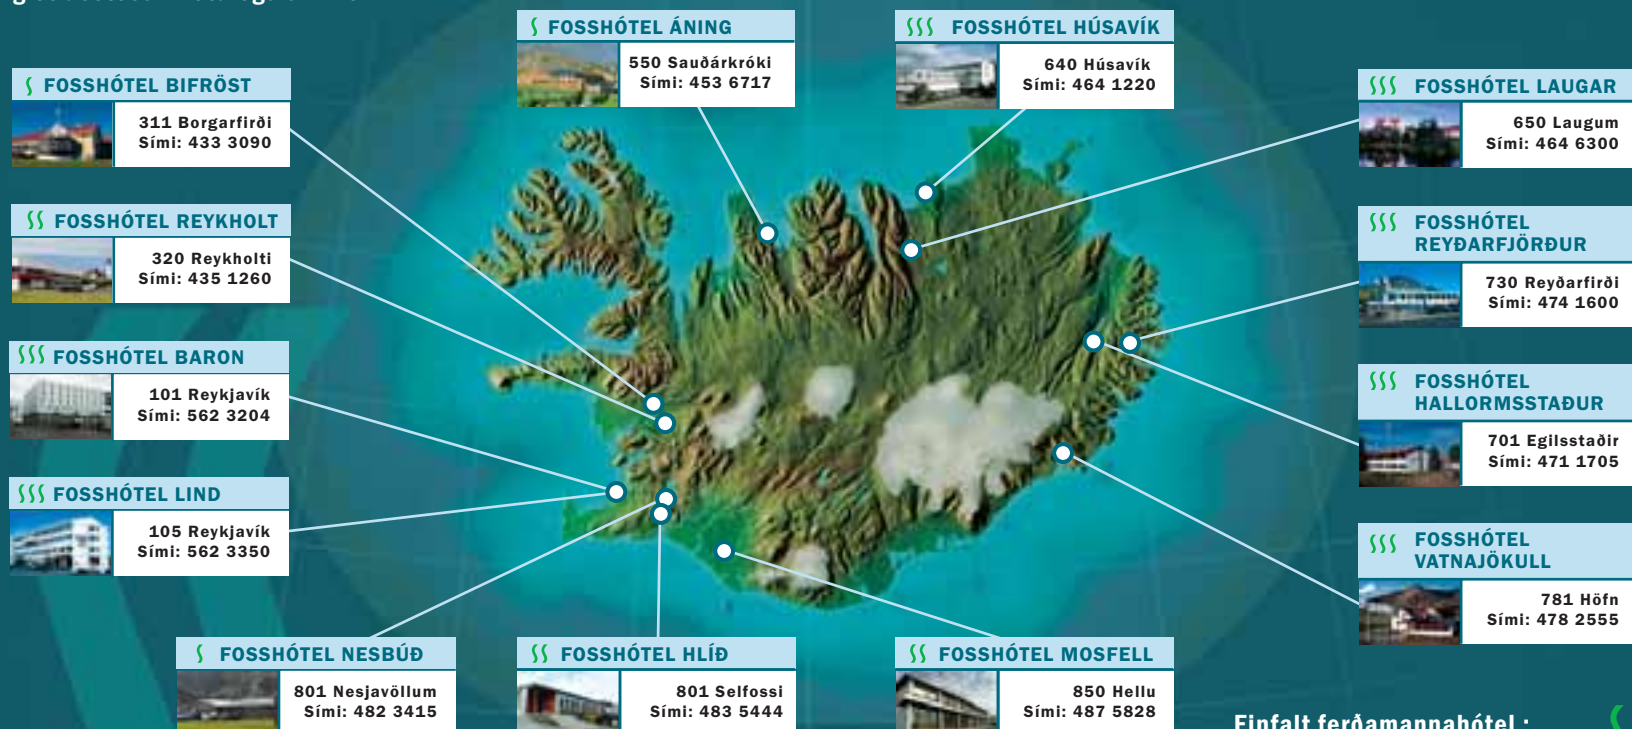 FOSSHÓTEL ÁNING
550 Sauðárkróki
Sími: 453 6717
FOSSHÓTEL HÚSAVÍK
640 Húsavík
Sími: 464 1220
FOSSHÓTEL BIFRÖST
311 Borgarfirði
Sími: 433 3090
FOSSHÓTEL LAUGAR
650 Laugum
Sími: 464 6300
FOSSHÓTEL REYKHOLT
320 Reykholti
Sími: 435 1260
FOSSHÓTEL
REYÐARFJÖRÐUR
730 Reyðarfirði
Sími: 474 1600
FOSSHÓTEL BARON
101 Reykjavík
Sími: 562 3204
FOSSHÓTEL
HALLORMSSTAÐUR
701 Egilsstaðir
Sími: 471 1705
FOSSHÓTEL LIND
105 Reykjavík
Sími: 562 3350
FOSSHÓTEL
VATNAJÖKULL
781 Höfn
Sími: 478 2555
FOSSHÓTEL NESBÚÐ
801 Nesjavöllum
Sími: 482 3415
FOSSHÓTEL HLÍÐ
801 Selfossi
Sími: 483 5444
FOSSHÓTEL MOSFELL
850 Hellu
Sími: 487 5828
Einfalt ferðamannahótel :